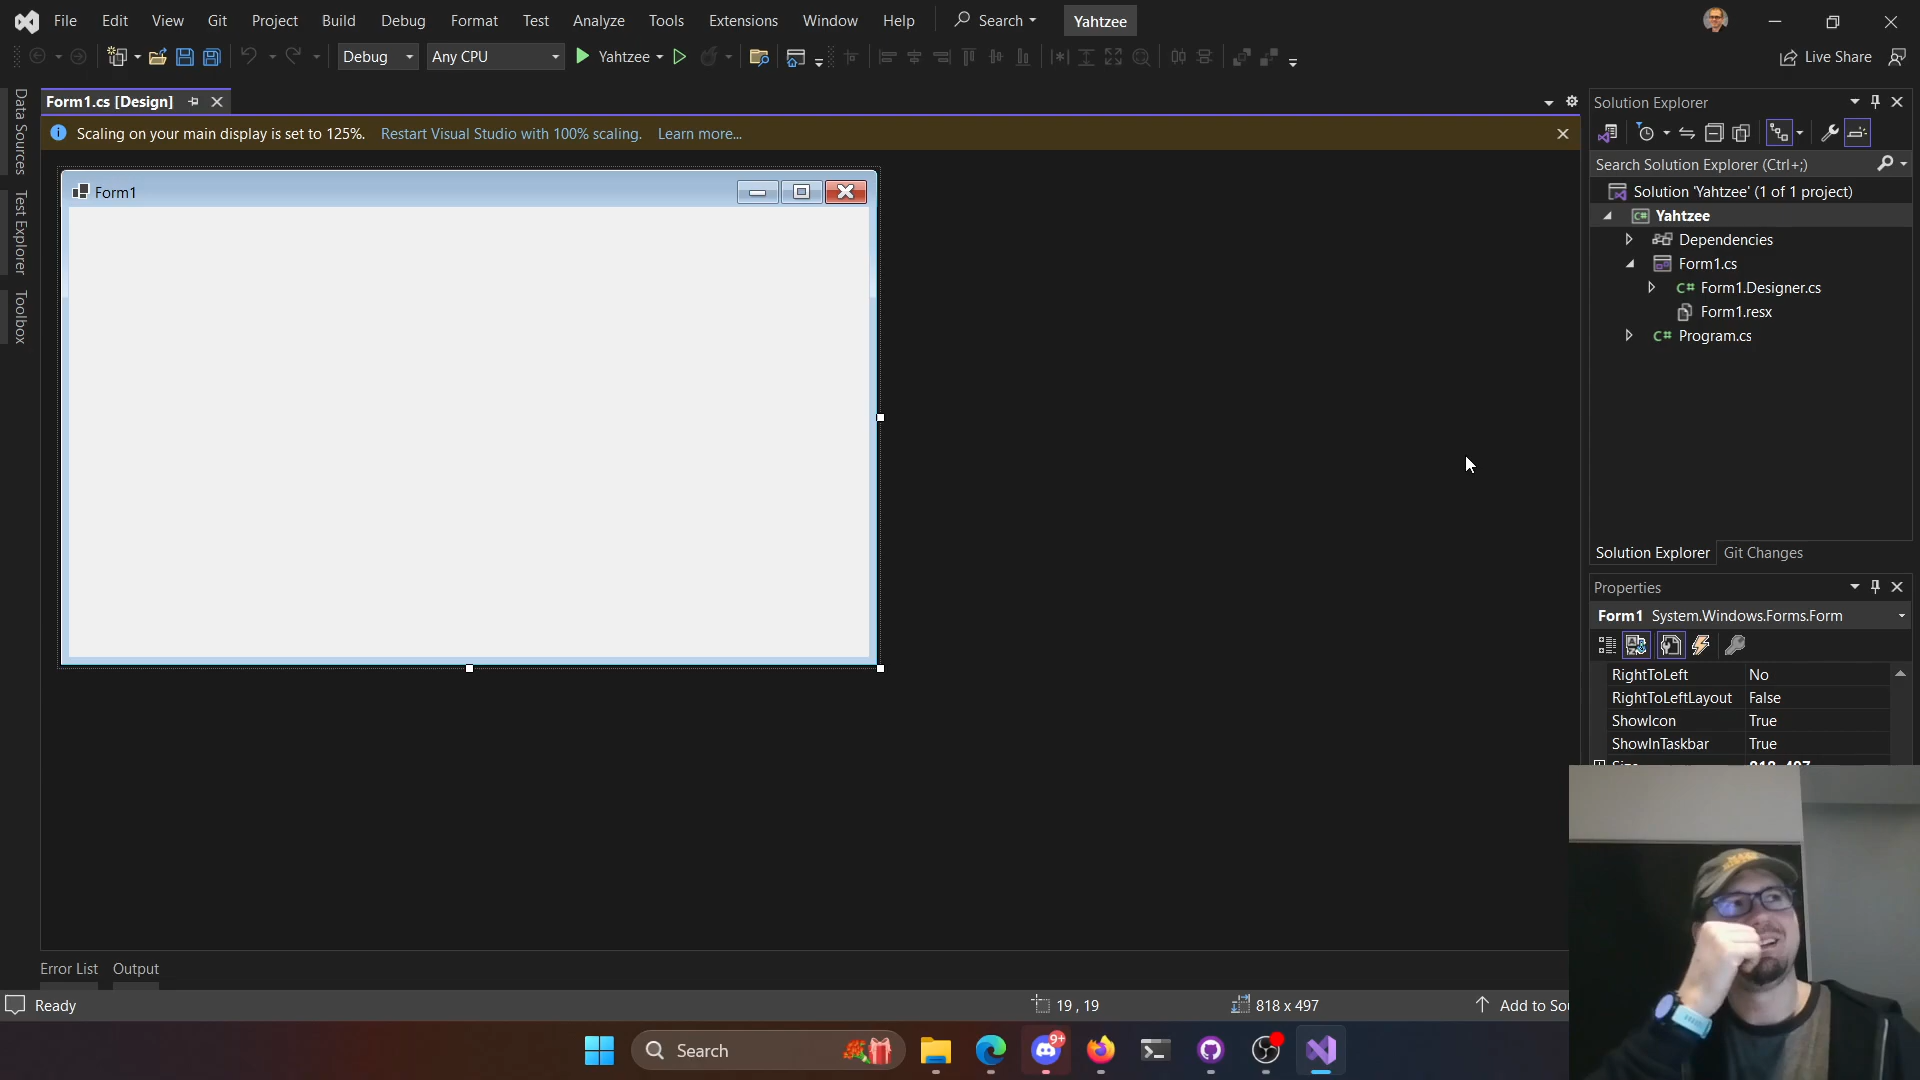 File Edit View Git Project Build Debug Format Test Analyze Tools Extensions Window Help Search Yahtzee
Debug Any CPU Yahtzee Live Share
Data Sources
Test Explorer
Toolbox
Form1.cs [Design]
Scaling on your main display is set to 125%. Restart Visual Studio with 100% scaling. Learn more...
Form1
Solution Explorer
Search Solution Explorer (Ctrl+;)
Solution 'Yahtzee' (1 of 1 project)
C# Yahtzee
Dependencies
Form1.cs
C# Form1.Designer.cs
Form1.resx
C# Program.cs
Solution Explorer Git Changes
Properties
Form1 System.Windows.Forms.Form
RightToLeft No
RightToLeftLayout False
ShowIcon True
ShowInTaskbar True
Size 818, 497
Error List Output
Ready 19 , 19 818 x 497 Add to Sou
Search 9+